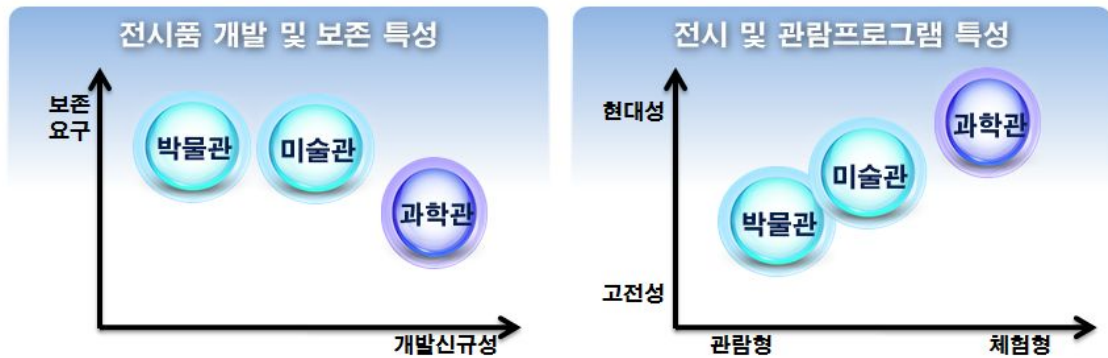 전시품 개발 및 보존 특성
보존
요구
박물관
미술관
과학관
개발신규성
전시 및 관람프로그램 특성
현대성
과학관
미술관
박물관
고전성
관람형
체험형